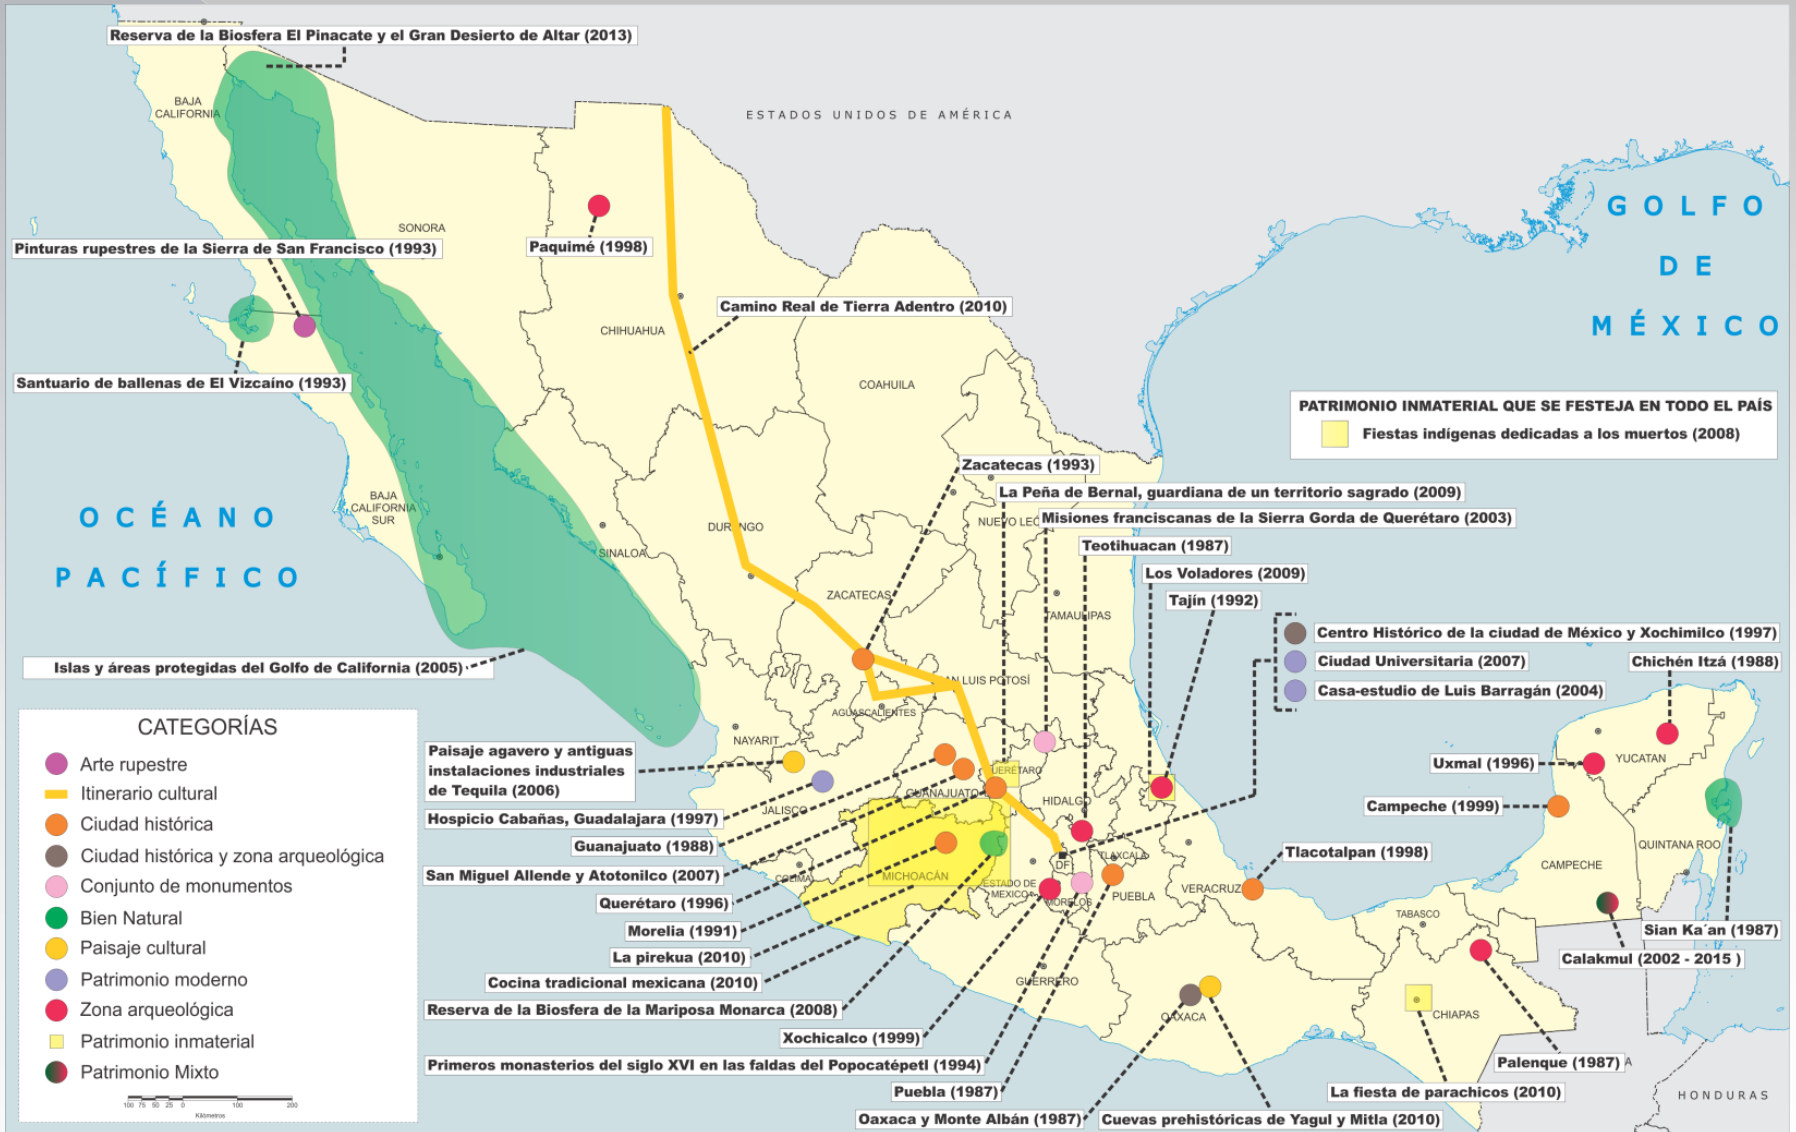 Reserva de la Biosfera El Pinacate y el Gran Desierto de Altar (2013)
BAJA
CALIFORNIA
ESTADOS UNIDOS DE AMÉRICA
GOLFO
DE
MÉXICO
SONORA
Pinturas rupestres de la Sierra de San Francisco (1993)
Paquimé (1998)
Camino Real de Tierra Adentro (2010)
CHIHUAHUA
COAHUILA
Santuario de ballenas de El Vizcaíno (1993)
PATRIMONIO INMATERIAL QUE SE FESTEJA EN TODO EL PAÍS
Fiestas indígenas dedicadas a los muertos (2008)
Zacatecas (1993)
La Peña de Bernal, guardiana de un territorio sagrado (2009)
BAJA
CALIFORNIA
SUR
OCÉANO
PACÍFICO
DURANGO
NUEVO LEÓN
Misiones franciscanas de la Sierra Gorda de Querétaro (2003)
Teotihuacan (1987)
SINALOA
Los Voladores (2009)
Tajín (1992)
ZACATECAS
TAMAULIPAS
Centro Histórico de la ciudad de México y Xochimilco (1997)
Ciudad Universitaria (2007)
Casa-estudio de Luis Barragán (2004)
Chichén Itzá (1988)
Islas y áreas protegidas del Golfo de California (2005)
SAN LUIS POTOSÍ
AGUASCALIENTES
NAYARIT
CATEGORÍAS
Arte rupestre
Itinerario cultural
Ciudad histórica
Ciudad histórica y zona arqueológica
Conjunto de monumentos
Bien Natural
Paisaje cultural
Patrimonio moderno
Zona arqueológica
Patrimonio inmaterial
Patrimonio Mixto
100 75 50 25 0 100 200
Kilómetros
Paisaje agavero y antiguas
instalaciones industriales
de Tequila (2006)
Hospicio Cabañas, Guadalajara (1997)
Guanajuato (1988)
San Miguel Allende y Atotonilco (2007)
Querétaro (1996)
Morelia (1991)
La pirekua (2010)
Cocina tradicional mexicana (2010)
Reserva de la Biosfera de la Mariposa Monarca (2008)
Xochicalco (1999)
Primeros monasterios del siglo XVI en las faldas del Popocatépetl (1994)
Puebla (1987)
Oaxaca y Monte Albán (1987)
Cuevas prehistóricas de Yagul y Mitla (2010)
JALISCO
GUANAJUATO
QUERÉTARO
HIDALGO
COLIMA
MICHOACÁN
ESTADO DE
MEXICO
DF
TLAXCALA
MORELOS
PUEBLA
VERACRUZ
GUERRERO
OAXACA
Uxmal (1996)
YUCATAN
Campeche (1999)
Tlacotalpan (1998)
QUINTANA ROO
CAMPECHE
TABASCO
Sian Ka´an (1987)
Calakmul (2002 - 2015 )
CHIAPAS
Palenque (1987)
La fiesta de parachicos (2010)
HONDURAS